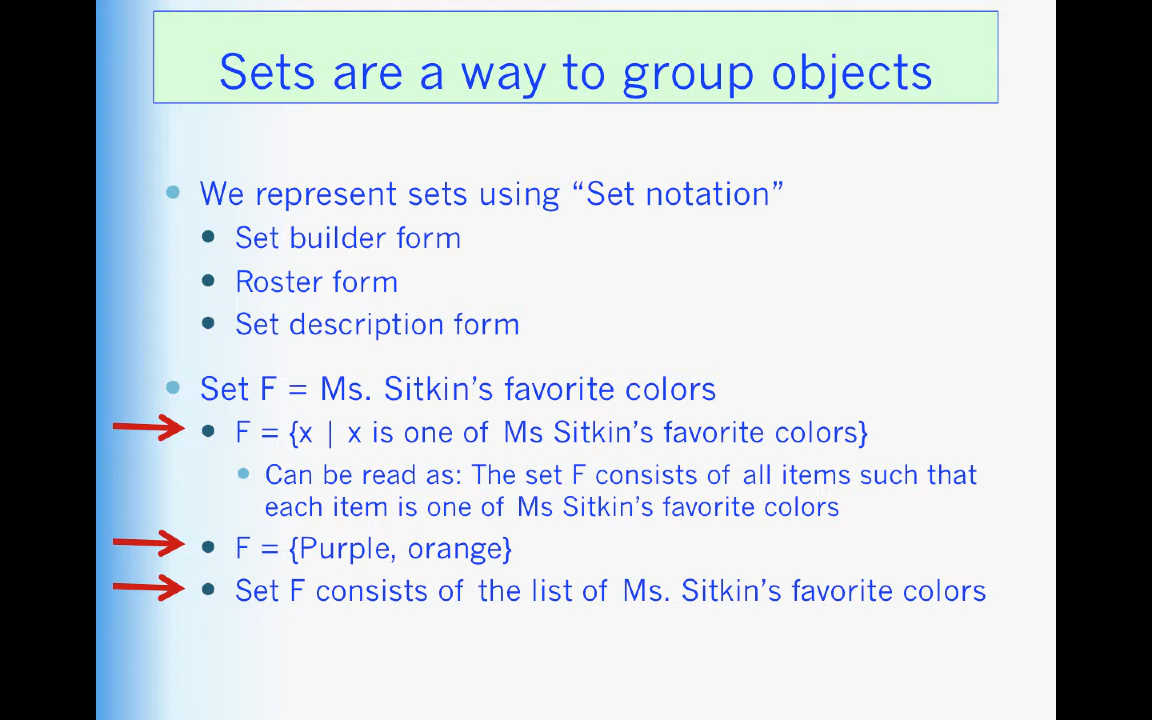 Sets are a way to group objects
We represent sets using “Set notation”
Set builder form
Roster form
Set description form
Set F = Ms. Sitkin’s favorite colors
F = {x | x is one of Ms Sitkin’s favorite colors}
Can be read as: The set F consists of all items such that
each item is one of Ms Sitkin’s favorite colors
F = {Purple, orange}
Set F consists of the list of Ms. Sitkin’s favorite colors